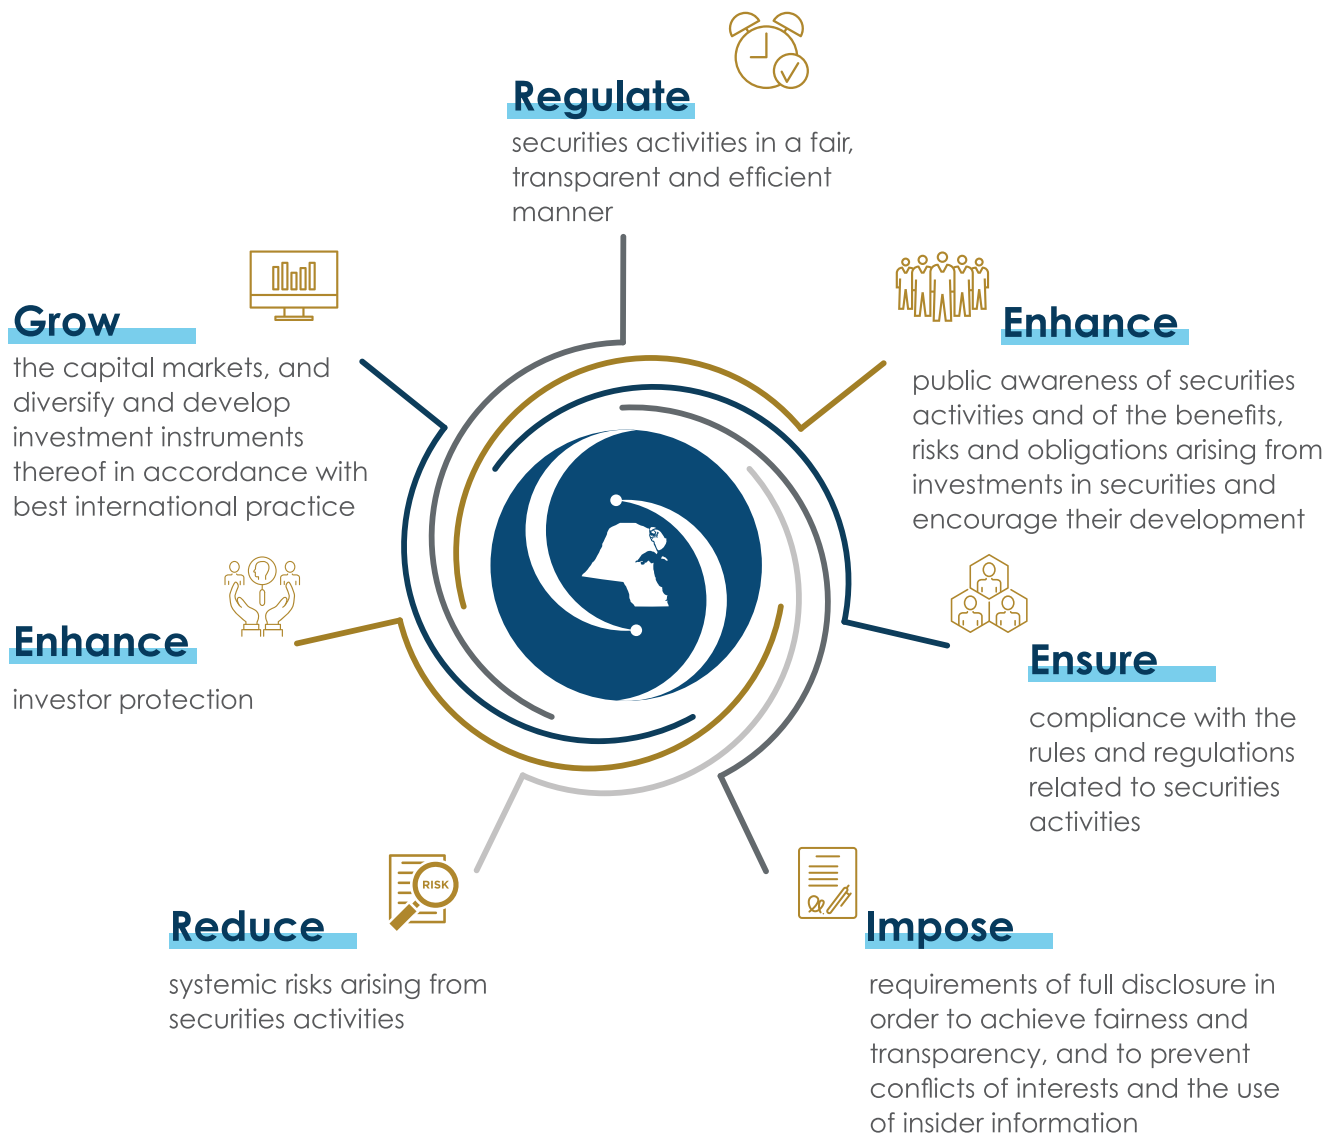 Regulate
securities activities in a fair,
transparent and efficient
manner
Enhance
public awareness of securities
activities and of the benefits,
risks and obligations arising from
investments in securities and
encourage their development
Ensure
compliance with the
rules and regulations
related to securities
activities
Impose
requirements of full disclosure in
order to achieve fairness and
transparency, and to prevent
conflicts of interests and the use
of insider information
RISK
Reduce
systemic risks arising from
securities activities
Enhance
investor protection
Grow
the capital markets, and
diversify and develop
investment instruments
thereof in accordance with
best international practice